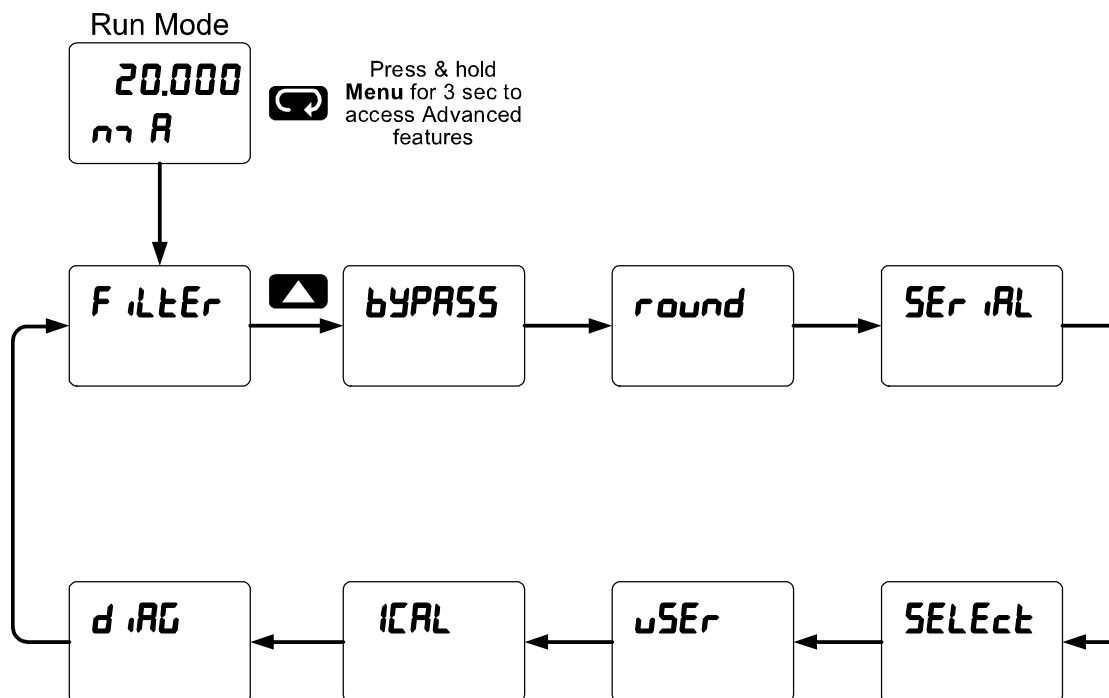 Run Mode
20.000
mA
Press & hold
Menu for 3 sec to
access Advanced
features
FiLtEr
bYPASS
round
SEriAL
diAG
ICAL
uSEr
SELEct